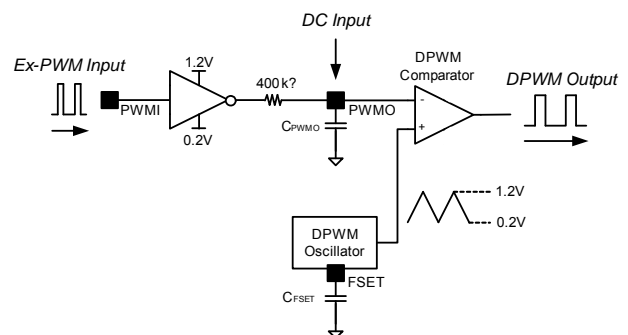 DC Input
Ex-PWM Input
1.2V
400k?
DPWM
Comparator
DPWM Output
PWMI
PWMO
-
+
0.2V
CPWMO
1.2V
0.2V
DPWM
Oscillator
FSET
CFSET